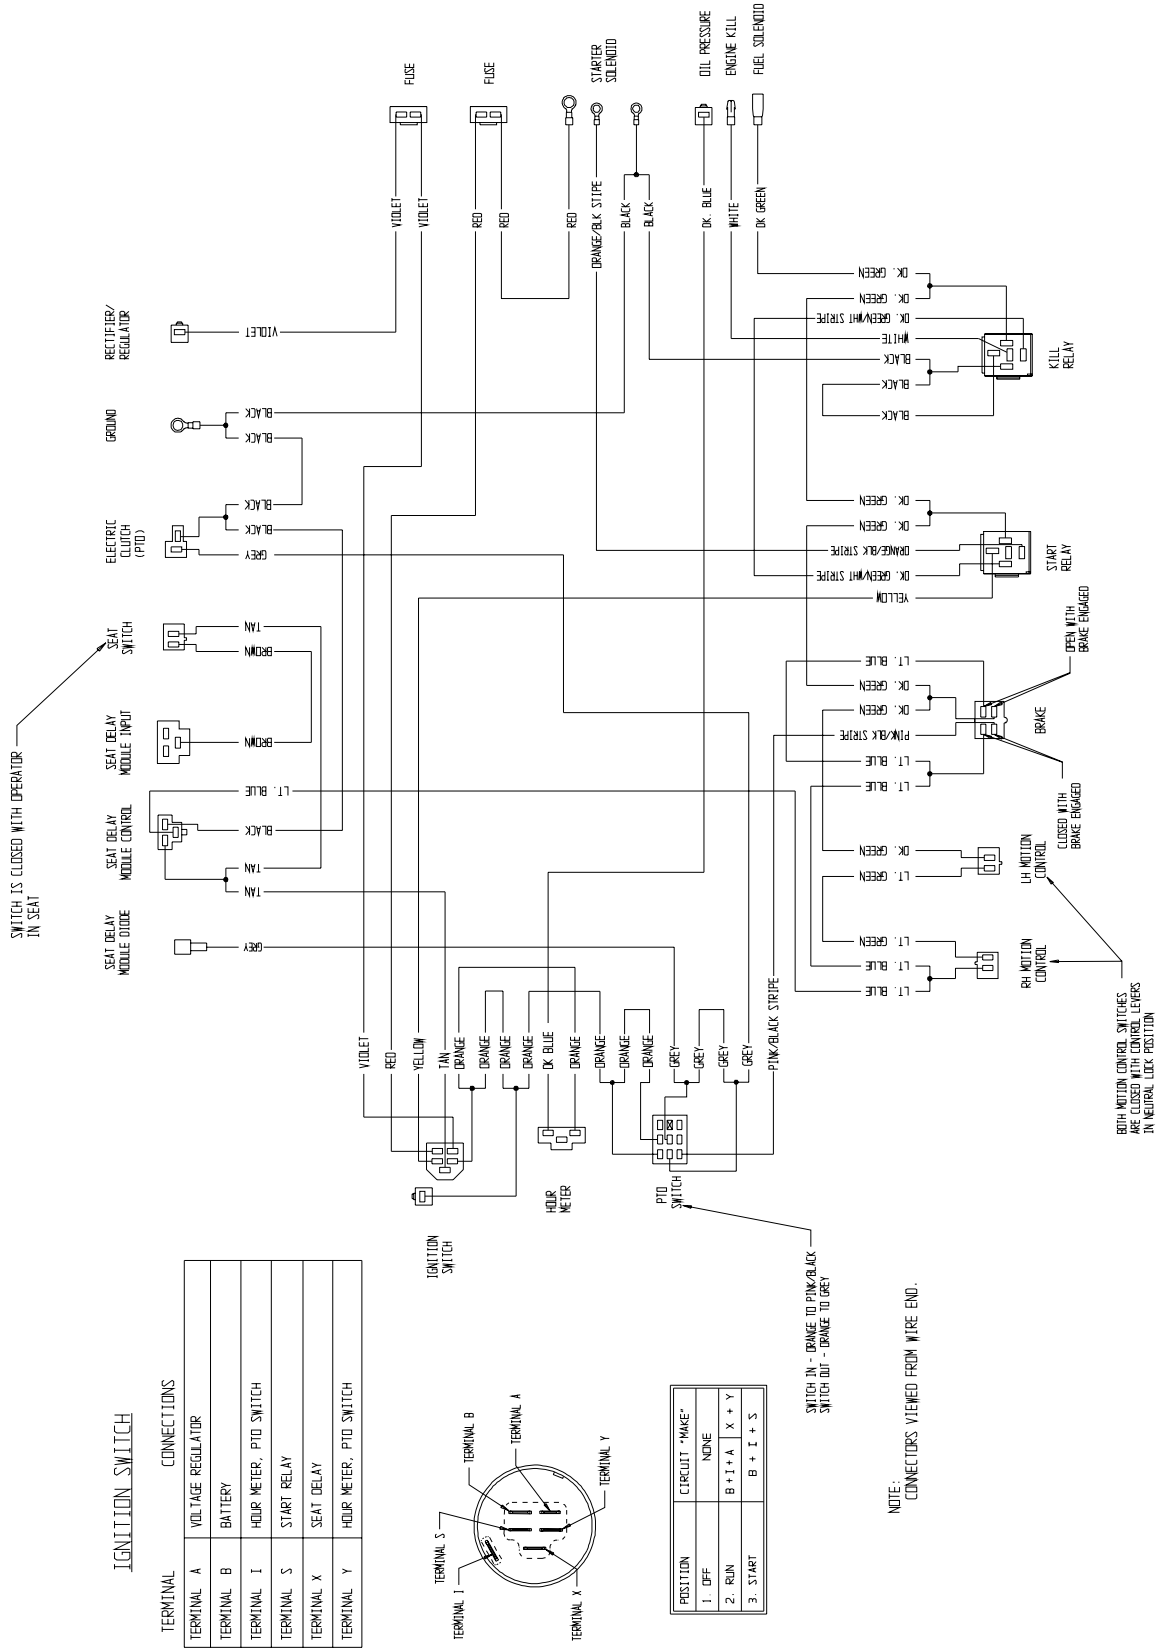 IGNITION SWITCH
TERMINAL CONNECTIONS
TERMINAL A VOLTAGE REGULATOR
TERMINAL B BATTERY
TERMINAL I HOUR METER, PTO SWITCH
TERMINAL S START RELAY
TERMINAL X SEAT DELAY
TERMINAL Y HOUR METER, PTO SWITCH
TERMINAL I
TERMINAL S
TERMINAL B
TERMINAL A
TERMINAL Y
TERMINAL X
POSITION CIRCUIT "MAKE"
1. OFF NONE
2. RUN B+I+A X + Y
3. START B + I + S
NOTE:
CONNECTORS VIEWED FROM WIRE END.
SWITCH IN - ORANGE TO PINK/BLACK
SWITCH OUT - ORANGE TO GREY
SWITCH IS CLOSED WITH OPERATOR
IN SEAT
SEAT DELAY
MODULE DIODE
SEAT DELAY
MODULE CONTROL
SEAT DELAY
MODULE INPUT
SEAT
SWITCH
ELECTRIC
CLUTCH
(PTO)
GROUND
RECTIFIER/
REGULATOR
GREY
TAN
TAN
BLACK
LT. BLUE
BROWN
BROWN
TAN
GREY
BLACK
BLACK
BLACK
BLACK
VIOLET
FUSE
FUSE
STARTER
SOLENOID
OIL PRESSURE
ENGINE KILL
FUEL SOLENOID
VIOLET
VIOLET
RED
RED
RED
ORANGE/BLK STIPE
BLACK
BLACK
DK. BLUE
WHITE
DK GREEN
IGNITION
SWITCH
HOUR
METER
PTO
SWITCH
VIOLET
RED
YELLOW
TAN
ORANGE
ORANGE
ORANGE
ORANGE
DK BLUE
ORANGE
ORANGE
ORANGE
ORANGE
GREY
GREY
GREY
GREY
PINK/BLACK STRIPE
LT. BLUE
LT. BLUE
LT. GREEN
LT. GREEN
DK. GREEN
LT. BLUE
LT. BLUE
PINK/BLK STRIPE
DK. GREEN
DK. GREEN
LT. BLUE
YELLOW
DK. GREEN/WHT STRIPE
ORANGE/BLK STRIPE
DK. GREEN
DK. GREEN
BLACK
BLACK
BLACK
WHITE
DK. GREEN/WHT STRIPE
DK. GREEN
DK. GREEN
RH MOTION
CONTROL
LH MOTION
CONTROL
BRAKE
START
RELAY
KILL
RELAY
CLOSED WITH
BRAKE ENGAGED
OPEN WITH
BRAKE ENGAGED
BOTH MOTION CONTROL SWITCHES
ARE CLOSED WITH CONTROL LEVERS
IN NEUTRAL LOCK POSITION